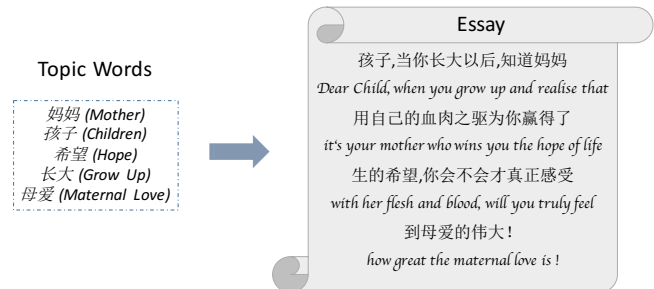 Topic Words
妈妈 (Mother)
孩子 (Children)
希望 (Hope)
长大 (Grow Up)
母爱 (Maternal Love)
Essay
孩子,当你长大以后,知道妈妈
Dear Child, when you grow up and realise that
用自己的血肉之驱为你赢得了
it's your mother who wins you the hope of life
生的希望,你会不会才真正感受
with her flesh and blood, will you truly feel
到母爱的伟大!
how great the maternal love is !